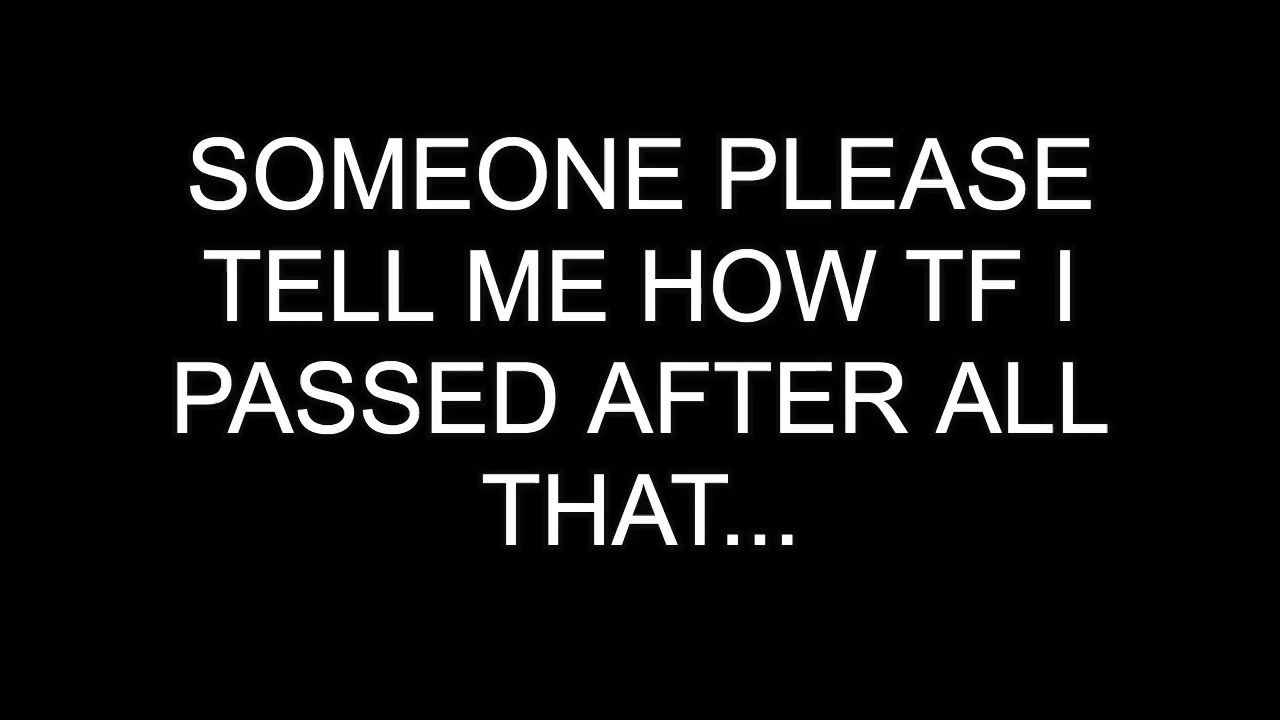 SOMEONE PLEASE
TELL ME HOW TF I
PASSED AFTER ALL
THAT...